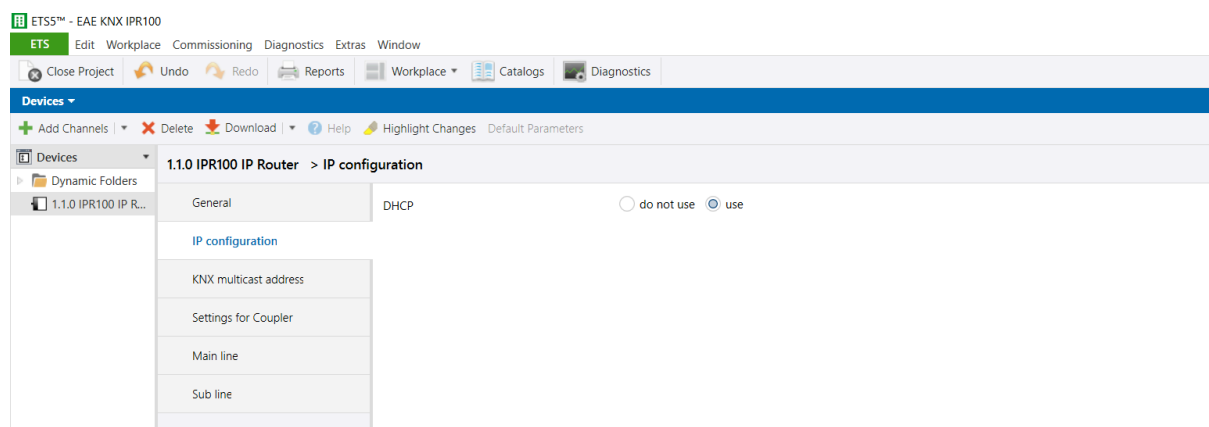 ETS5™ - EAE KNX IPR100
ETS Edit Workplace Commissioning Diagnostics Extras Window
Close Project Undo Redo Reports Workplace Catalogs Diagnostics
Devices
Add Channels Delete Download Help Highlight Changes Default Parameters
Devices
Dynamic Folders
1.1.0 IPR100 IP R...
1.1.0 IPR100 IP Router > IP configuration
General
IP configuration
KNX multicast address
Settings for Coupler
Main line
Sub line
DHCP do not use use